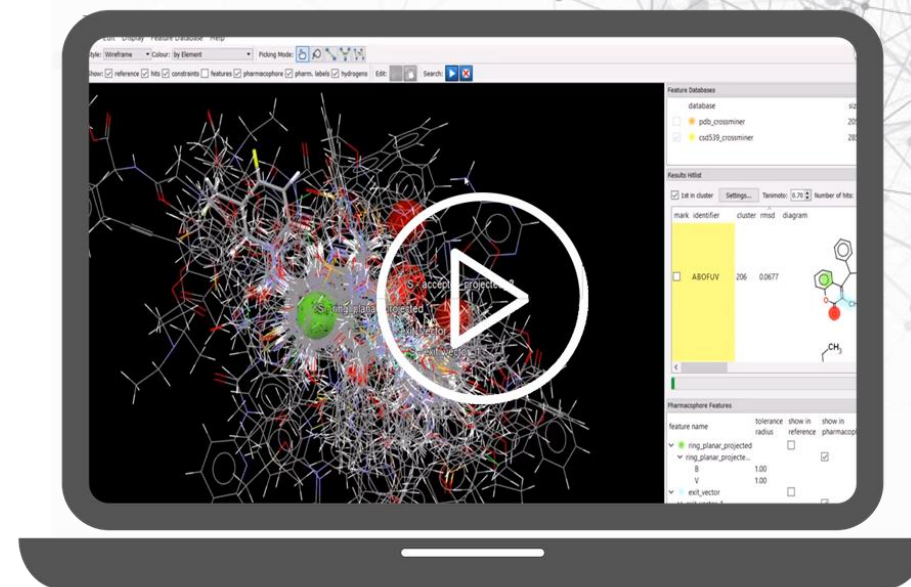 Edit Display Feature Database Help
Style: Wireframe Colour: by Element Picking Mode:
Show: reference hits constraints features pharmacophore pharm. labels hydrogens Edit: Search:
Feature Databases
database
pdb_crossminer
csd539_crossminer
Results Hitlist
1st in cluster Settings... Tanimoto: 0.70 Number of hits:
mark identifier cluster rmsd diagram
ABOFUV 206 0.0677
CH₃
Pharmacophore Features
feature name tolerance radius show in reference show in
ring_planar_projected
ring_planar_projecte...
B 1.00
V 1.00
exit_vector